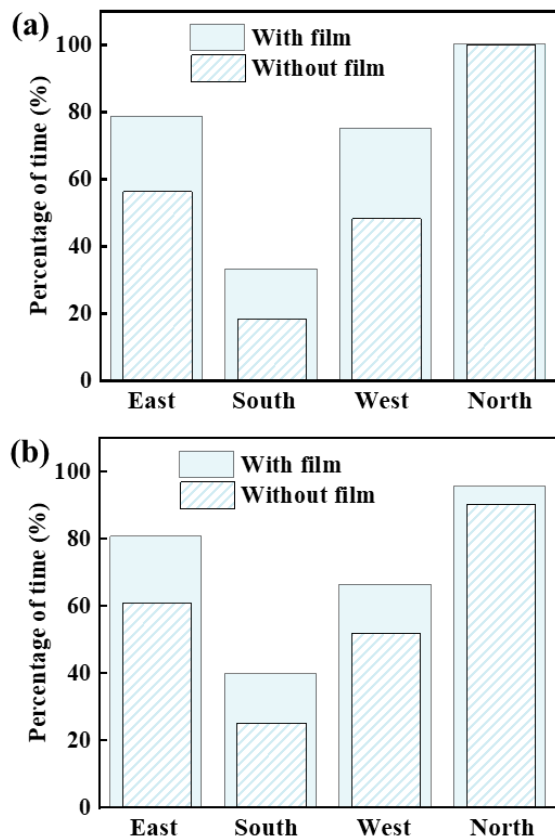 (a)
With film
Without film
Percentage of time (%)
100
80
60
40
20
0
East South West North
(b)
With film
Without film
Percentage of time (%)
100
80
60
40
20
0
East South West North